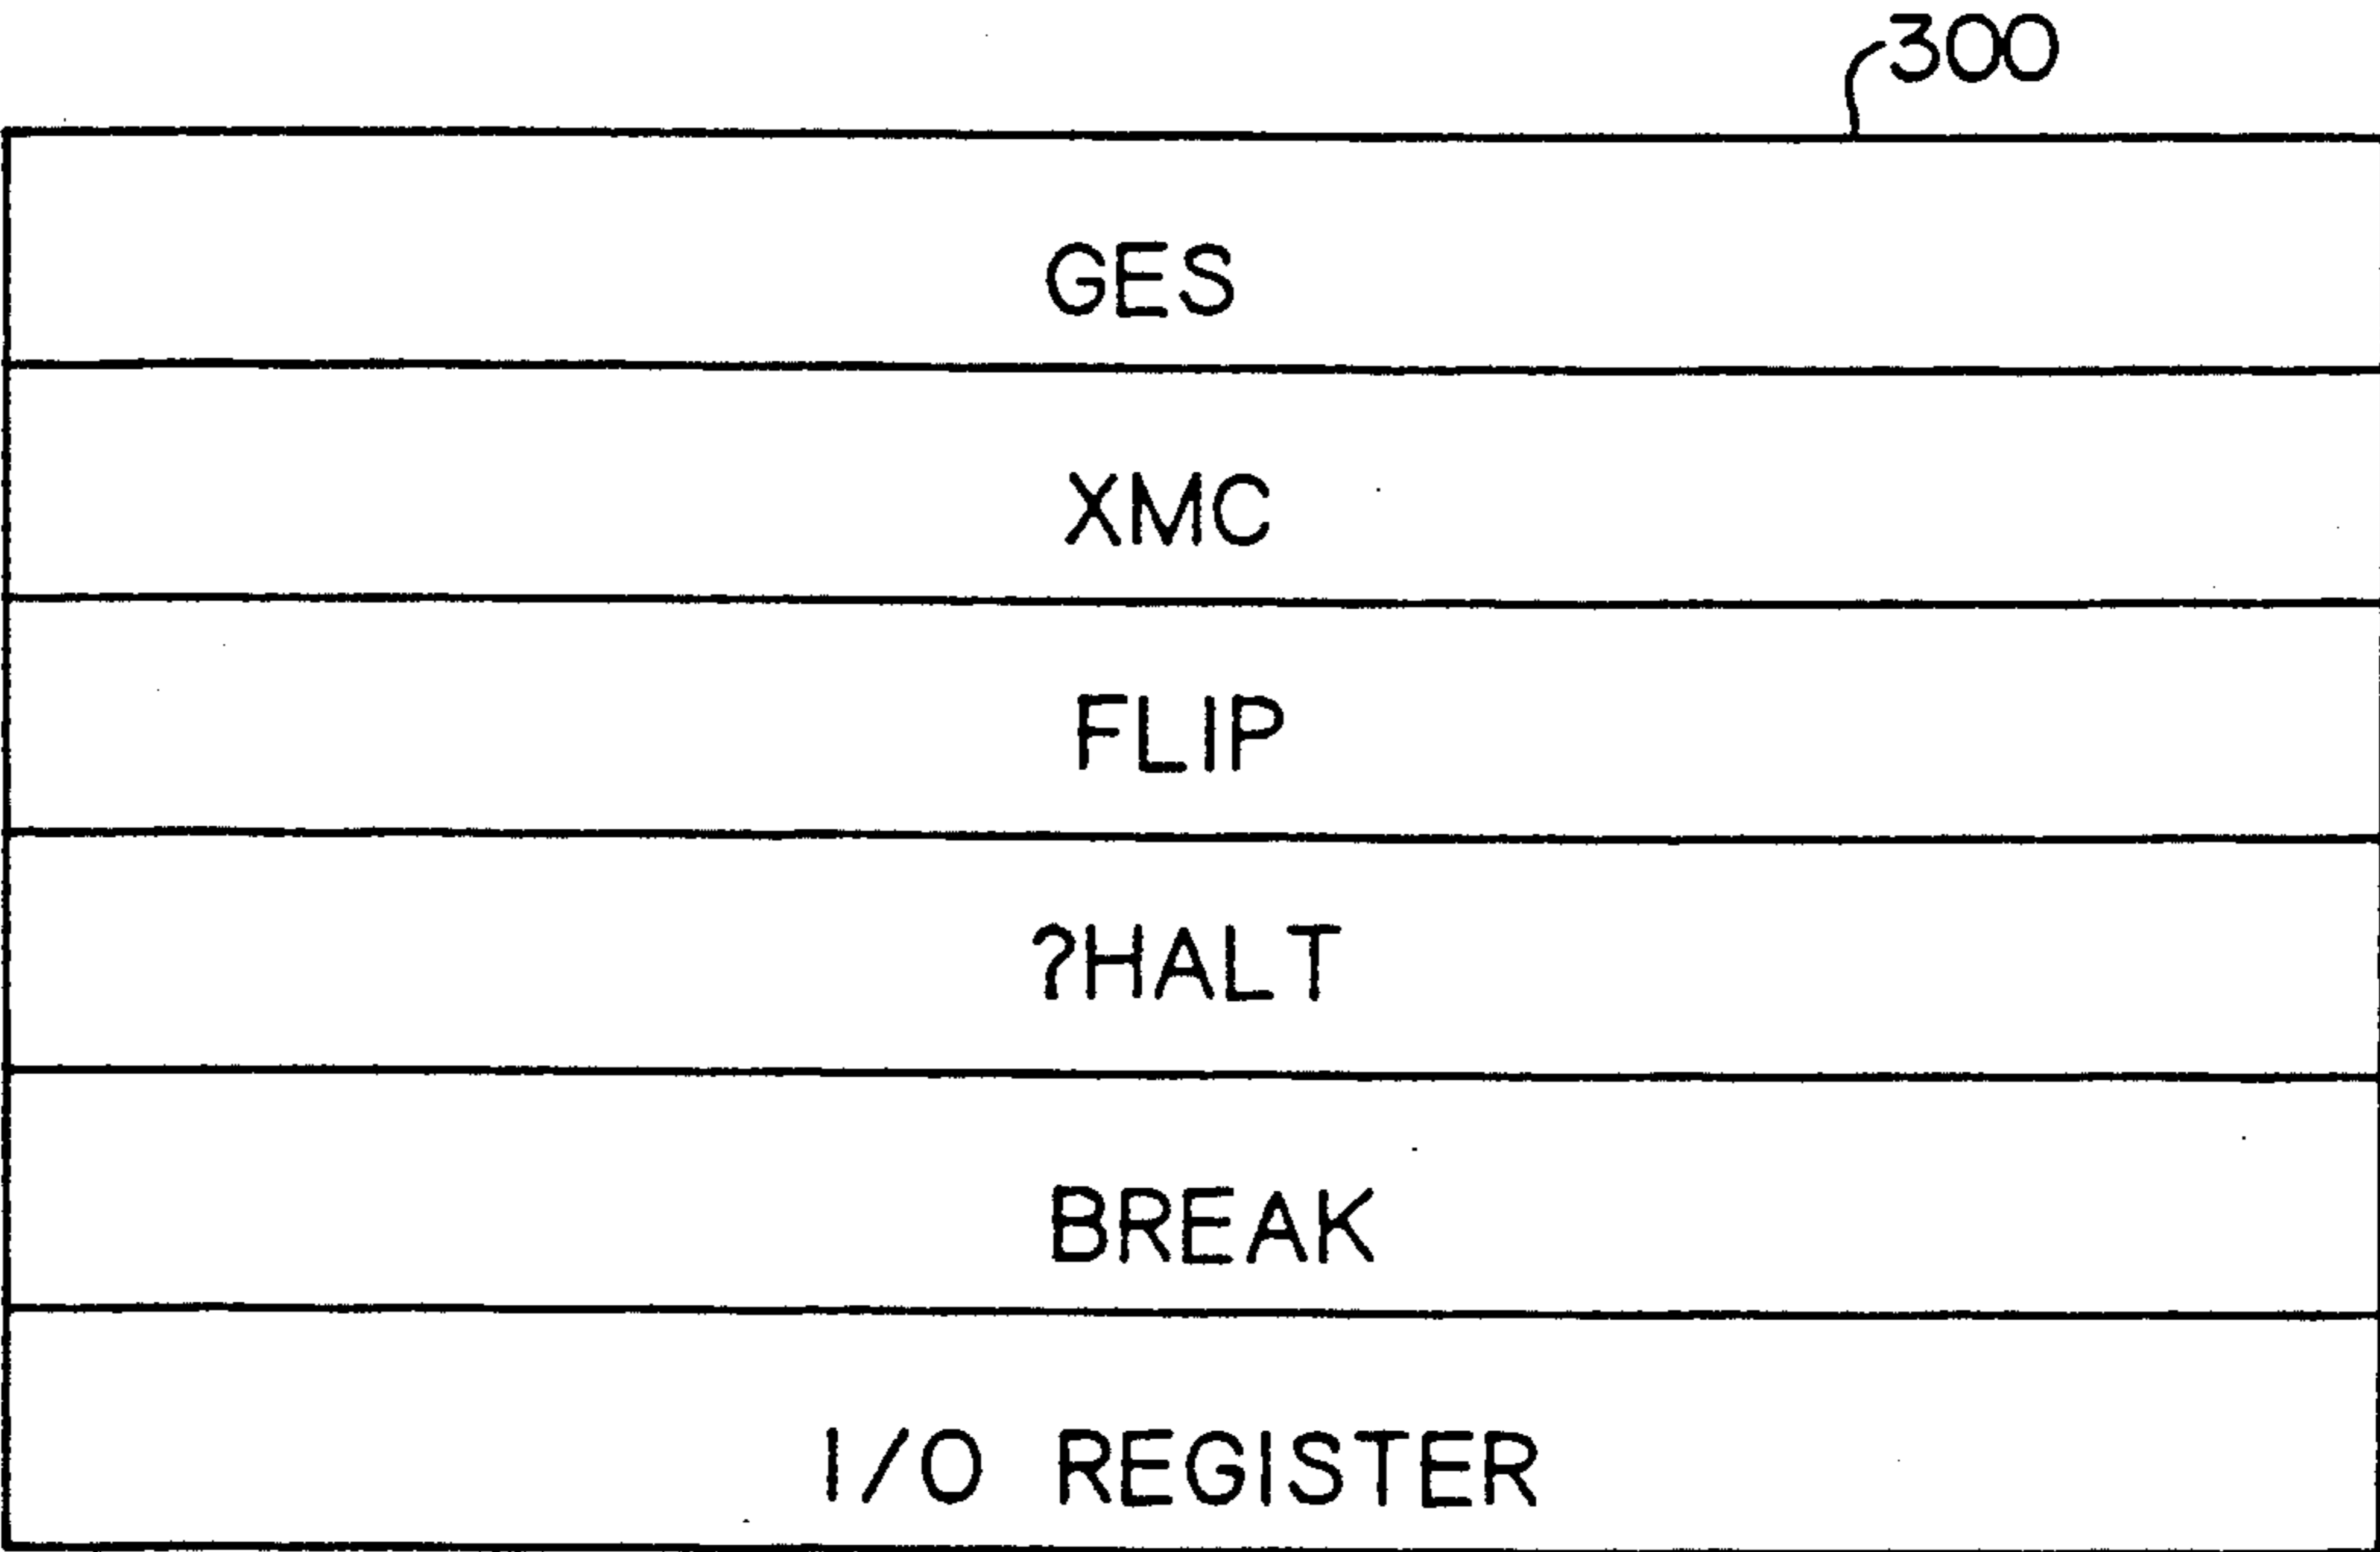 300
GES
XMC
FLIP
?HALT
BREAK
I/O REGISTER